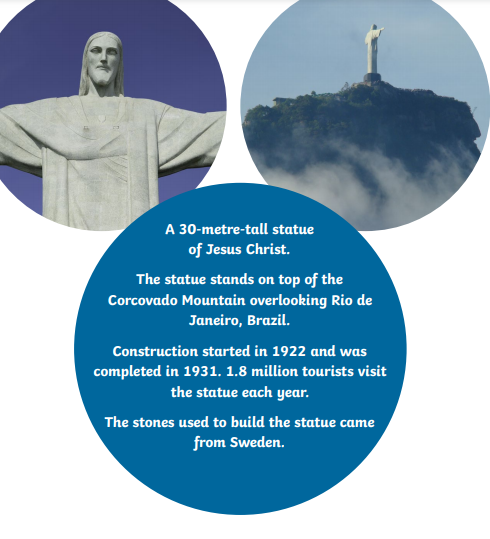 A 30-metre-tall statue
of Jesus Christ.
The statue stands on top of the
Corcovado Mountain overlooking Rio de
Janeiro, Brazil.
Construction started in 1922 and was
completed in 1931. 1.8 million tourists visit
the statue each year.
The stones used to build the statue came
from Sweden.